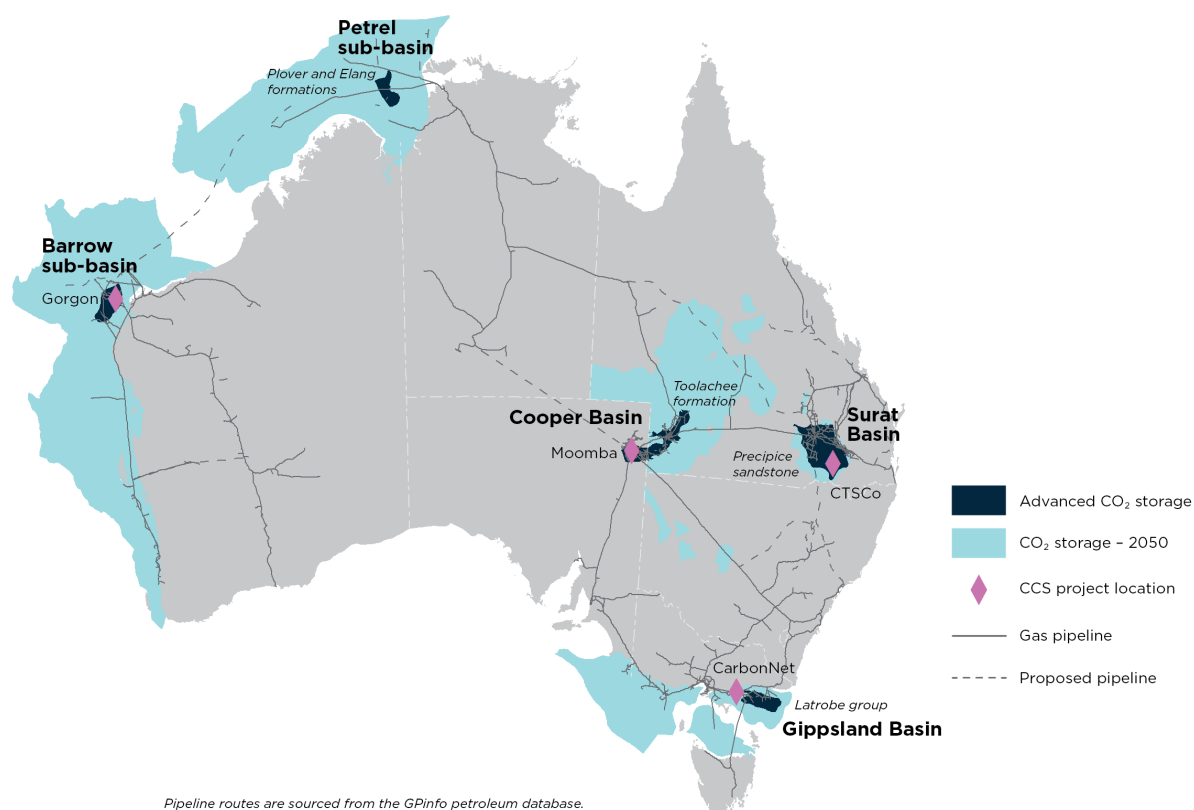 Petrel
sub-basin
Plover and Elang
formations
Barrow
sub-basin
Gorgon
Toolachee
formation
Cooper Basin
Moomba
Surat
Basin
Precipice
sandstone
CTSCo
Advanced CO₂ storage
CO₂ storage – 2050
CCS project location
Gas pipeline
Proposed pipeline
CarbonNet
Latrobe group
Gippsland Basin
Pipeline routes are sourced from the GPinfo petroleum database.